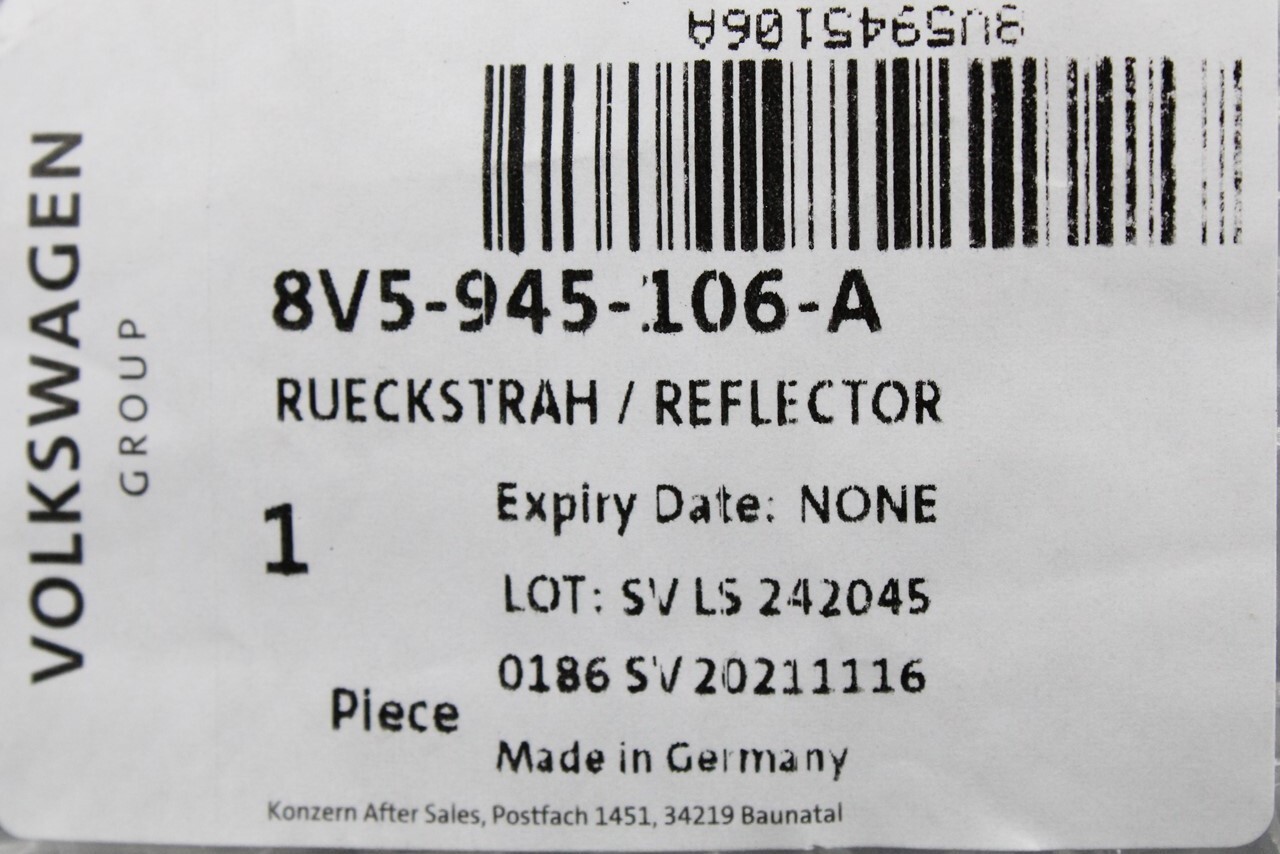 8V5945106A
VOLKSWAGEN
GROUP
8V5-945-106-A
RUECKSTRAH / REFLECTOR
1
Piece
Expiry Date: NONE
LOT: SV LS 242045
0186 SV 20211116
Made in Germany
Konzern After Sales, Postfach 1451, 34219 Baunatal